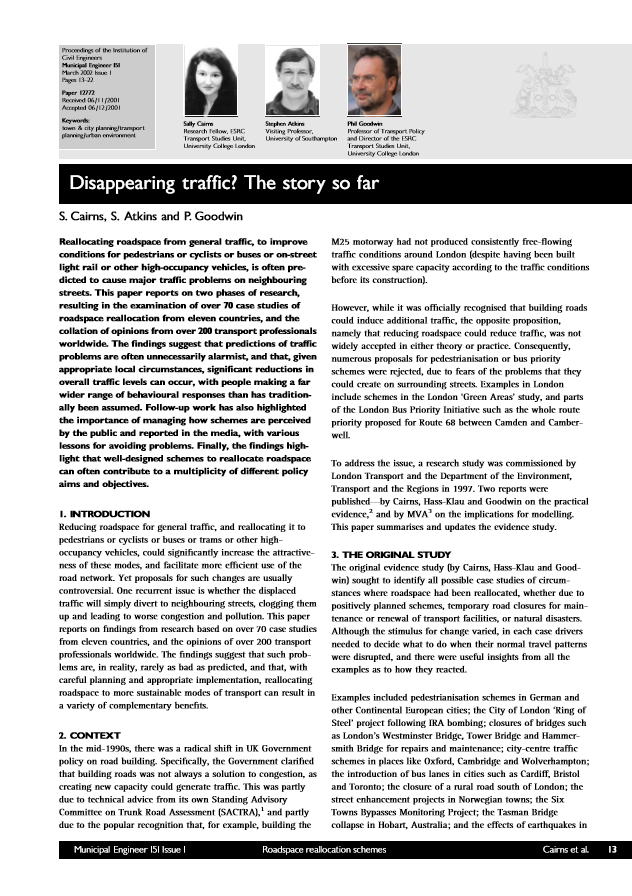 Proceedings of the Institution of
Civil Engineers
Municipal Engineer 151
March 2002 Issue 1
Pages 13–22
Paper 12772
Received 06/11/2001
Accepted 06/12/2001
Keywords:
town & city planning/transport
planning/urban environment
Sally Cairns
Research Fellow, ESRC
Transport Studies Unit,
University College London
Stephen Atkins
Visiting Professor,
University of Southampton
Phil Goodwin
Professor of Transport Policy
and Director of the ESRC
Transport Studies Unit,
University College London
Disappearing traffic? The story so far
S. Cairns, S. Atkins and P. Goodwin
Reallocating roadspace from general traffic, to improve
conditions for pedestrians or cyclists or buses or on-street
light rail or other high-occupancy vehicles, is often pre-
dicted to cause major traffic problems on neighbouring
streets. This paper reports on two phases of research,
resulting in the examination of over 70 case studies of
roadspace reallocation from eleven countries, and the
collation of opinions from over 200 transport professionals
worldwide. The findings suggest that predictions of traffic
problems are often unnecessarily alarmist, and that, given
appropriate local circumstances, significant reductions in
overall traffic levels can occur, with people making a far
wider range of behavioural responses than has tradition-
ally been assumed. Follow-up work has also highlighted
the importance of managing how schemes are perceived
by the public and reported in the media, with various
lessons for avoiding problems. Finally, the findings high-
light that well-designed schemes to reallocate roadspace
can often contribute to a multiplicity of different policy
aims and objectives.
1. INTRODUCTION
Reducing roadspace for general traffic, and reallocating it to
pedestrians or cyclists or buses or trams or other high-
occupancy vehicles, could significantly increase the attractive-
ness of these modes, and facilitate more efficient use of the
road network. Yet proposals for such changes are usually
controversial. One recurrent issue is whether the displaced
traffic will simply divert to neighbouring streets, clogging them
up and leading to worse congestion and pollution. This paper
reports on findings from research based on over 70 case studies
from eleven countries, and the opinions of over 200 transport
professionals worldwide. The findings suggest that such prob-
lems are, in reality, rarely as bad as predicted, and that, with
careful planning and appropriate implementation, reallocating
roadspace to more sustainable modes of transport can result in
a variety of complementary benefits.
2. CONTEXT
In the mid-1990s, there was a radical shift in UK Government
policy on road building. Specifically, the Government clarified
that building roads was not always a solution to congestion, as
creating new capacity could generate traffic. This was partly
due to technical advice from its own Standing Advisory
Committee on Trunk Road Assessment (SACTRA),1 and partly
due to the popular recognition that, for example, building the
M25 motorway had not produced consistently free-flowing
traffic conditions around London (despite having been built
with excessive spare capacity according to the traffic conditions
before its construction).
However, while it was officially recognised that building roads
could induce additional traffic, the opposite proposition,
namely that reducing roadspace could reduce traffic, was not
widely accepted in either theory or practice. Consequently,
numerous proposals for pedestrianisation or bus priority
schemes were rejected, due to fears of the problems that they
could create on surrounding streets. Examples in London
include schemes in the London 'Green Areas' study, and parts
of the London Bus Priority Initiative such as the whole route
priority proposed for Route 68 between Camden and Camber-
well.
To address the issue, a research study was commissioned by
London Transport and the Department of the Environment,
Transport and the Regions in 1997. Two reports were
published—by Cairns, Hass-Klau and Goodwin on the practical
evidence,2 and by MVA3 on the implications for modelling.
This paper summarises and updates the evidence study.
3. THE ORIGINAL STUDY
The original evidence study (by Cairns, Hass-Klau and Good-
win) sought to identify all possible case studies of circum-
stances where roadspace had been reallocated, whether due to
positively planned schemes, temporary road closures for main-
tenance or renewal of transport facilities, or natural disasters.
Although the stimulus for change varied, in each case drivers
needed to decide what to do when their normal travel patterns
were disrupted, and there were useful insights from all the
examples as to how they reacted.
Examples included pedestrianisation schemes in German and
other Continental European cities; the City of London 'Ring of
Steel' project following IRA bombing; closures of bridges such
as London's Westminster Bridge, Tower Bridge and Hammer-
smith Bridge for repairs and maintenance; city-centre traffic
schemes in places like Oxford, Cambridge and Wolverhampton;
the introduction of bus lanes in cities such as Cardiff, Bristol
and Toronto; the closure of a rural road south of London; the
street enhancement projects in Norwegian towns; the Six
Towns Bypasses Monitoring Project; the Tasman Bridge
collapse in Hobart, Australia; and the effects of earthquakes in
Municipal Engineer 151 Issue 1
Roadspace reallocation schemes
Cairns et al.
13